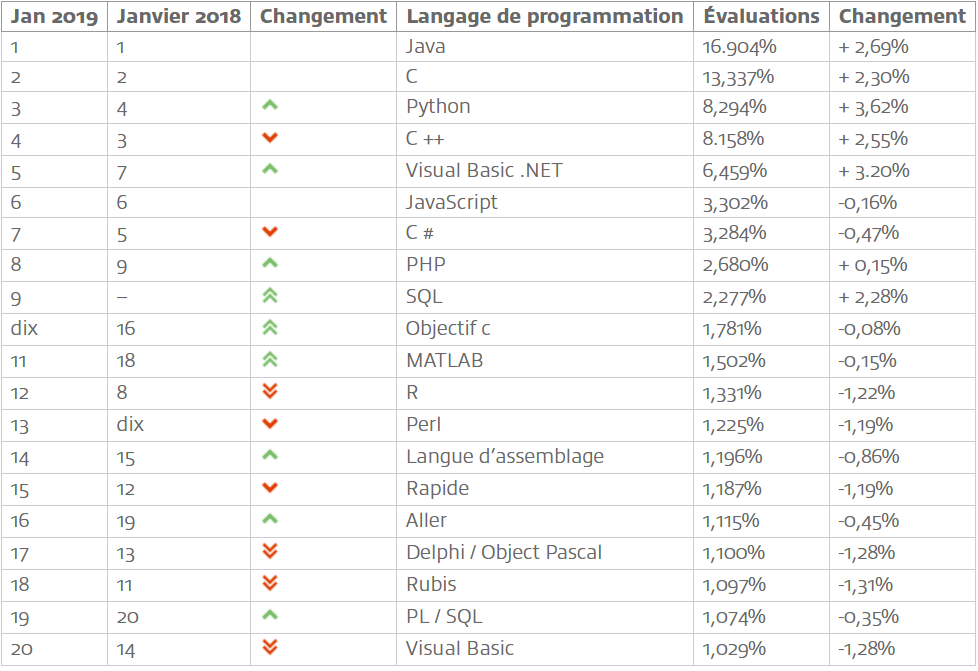 Jan 2019 Janvier 2018 Changement Langage de programmation Évaluations Changement
1 1 Java 16.904% + 2,69%
2 2 C 13,337% + 2,30%
3 4 Python 8,294% + 3,62%
4 3 C ++ 8.158% + 2,55%
5 7 Visual Basic .NET 6,459% + 3.20%
6 6 JavaScript 3,302% -0,16%
7 5 C # 3,284% -0,47%
8 9 PHP 2,680% + 0,15%
9 – SQL 2,277% + 2,28%
dix 16 Objectif c 1,781% -0,08%
11 18 MATLAB 1,502% -0,15%
12 8 R 1,331% -1,22%
13 dix Perl 1,225% -1,19%
14 15 Langue d’assemblage 1,196% -0,86%
15 12 Rapide 1,187% -1,19%
16 19 Aller 1,115% -0,45%
17 13 Delphi / Object Pascal 1,100% -1,28%
18 11 Rubis 1,097% -1,31%
19 20 PL / SQL 1,074% -0,35%
20 14 Visual Basic 1,029% -1,28%